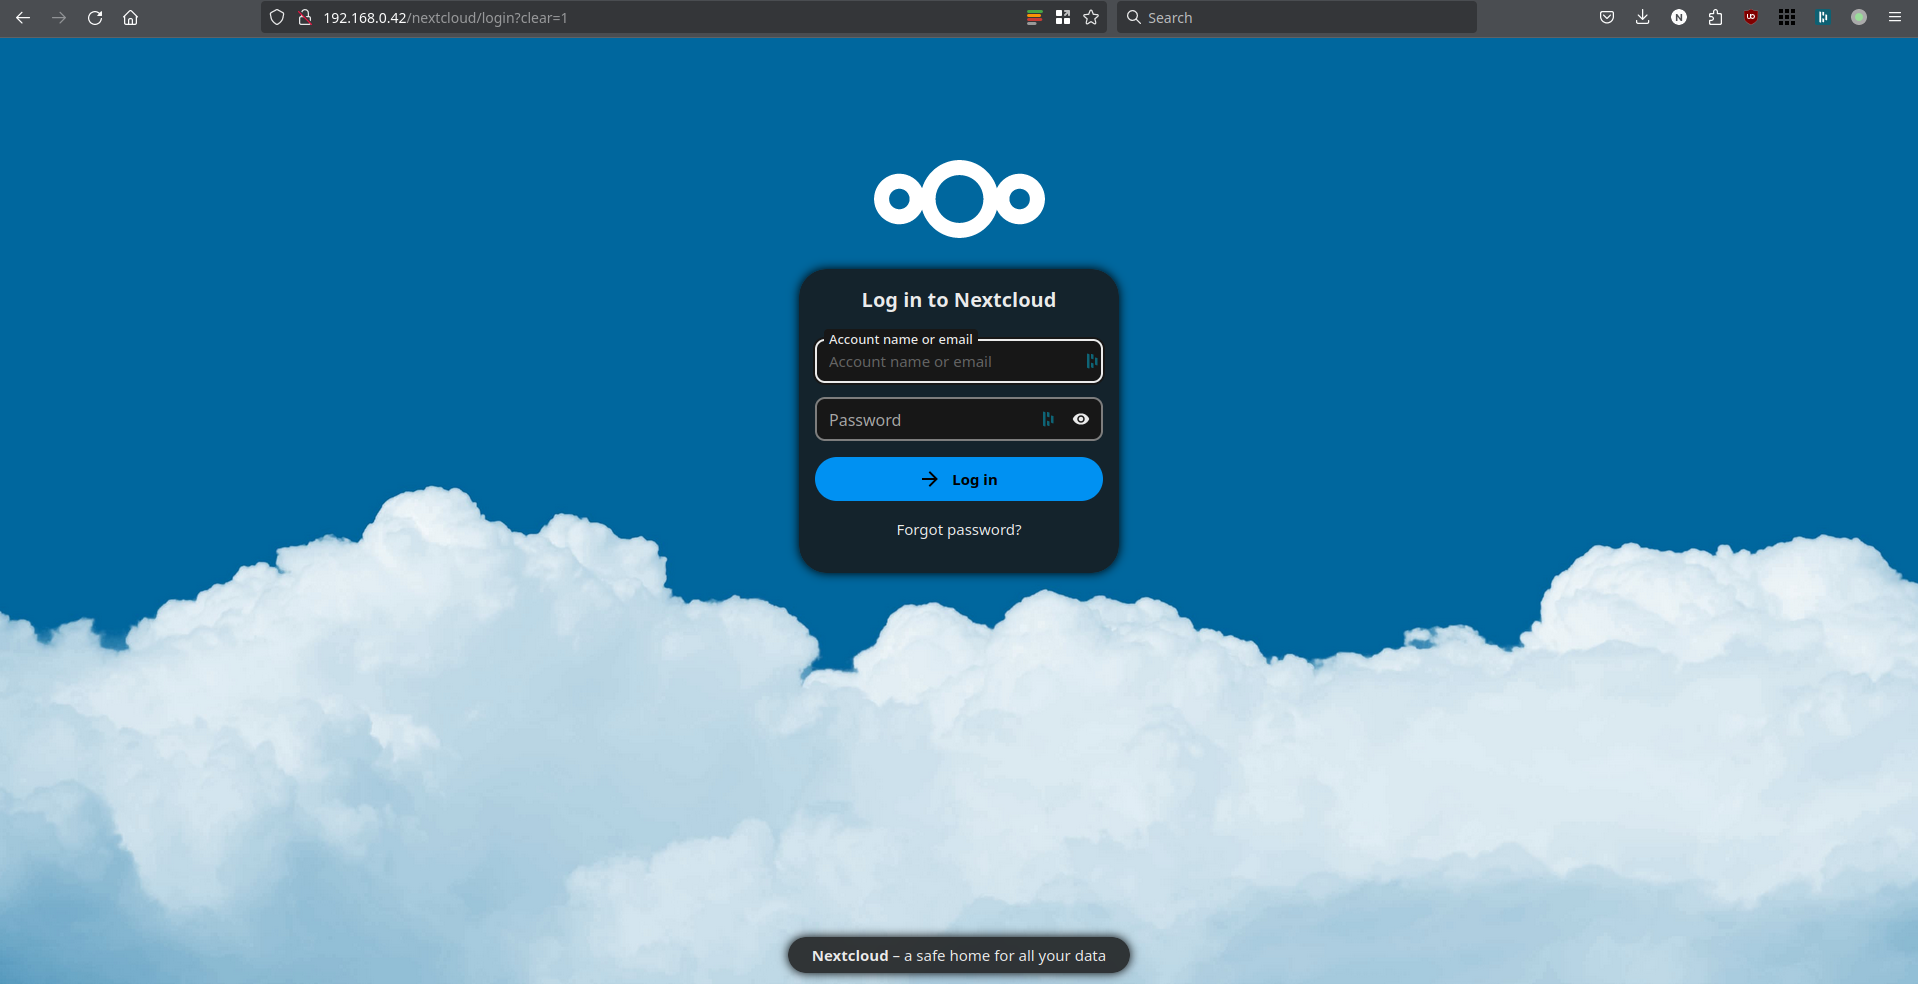 192.168.0.42/nextcloud/login?clear=1
Search
N
UO
Log in to Nextcloud
Account name or email
Account name or email
Password
Log in
Forgot password?
Nextcloud – a safe home for all your data